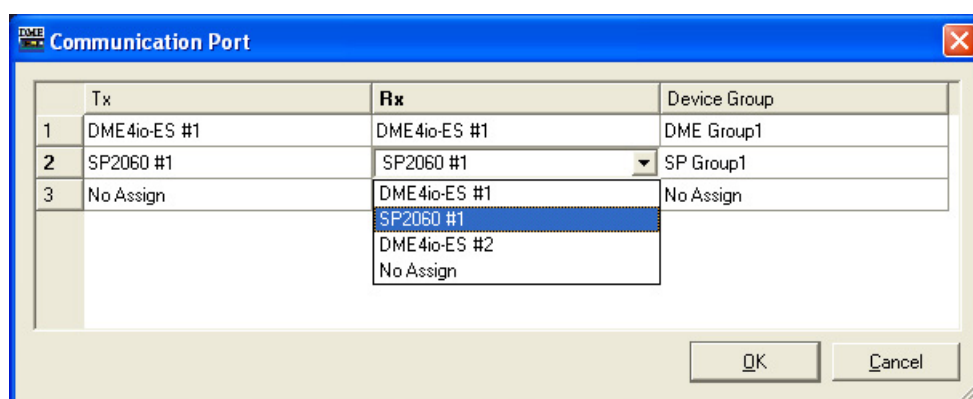 DME Communication Port
Tx Rx Device Group
1 DME4io-ES #1 DME4io-ES #1 DME Group1
2 SP2060 #1 SP2060 #1 SP Group1
3 No Assign DME4io-ES #1 No Assign
SP2060 #1
DME4io-ES #2
No Assign
OK Cancel